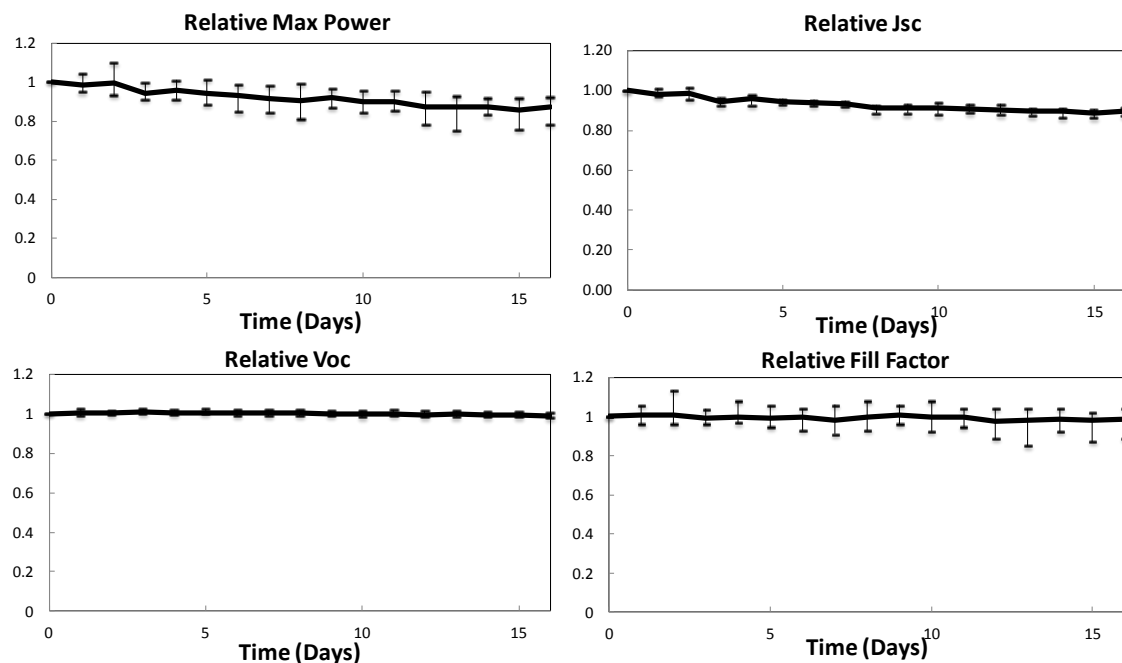 Relative Max Power
1.2
1
0.8
0.6
0.4
0.2
0
0 5 10 15
Time (Days)
Relative Jsc
1.20
1.00
0.80
0.60
0.40
0.20
0.00
0 5 10 15
Time (Days)
Relative Voc
1.2
1
0.8
0.6
0.4
0.2
0
0 5 10 15
Time (Days)
Relative Fill Factor
1.2
1
0.8
0.6
0.4
0.2
0
0 5 10 15
Time (Days)